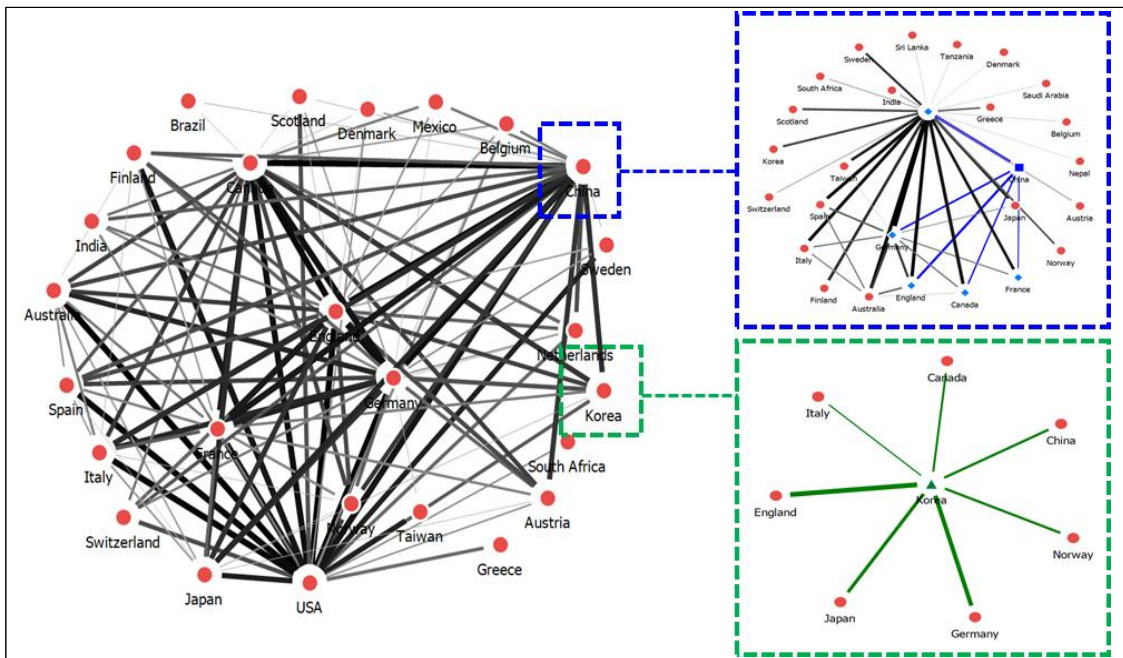 Brazil
Scotland
Denmark
Mexico
Belgium
Finland
Canada
China
India
Sweden
Australia
England
Netherlands
Spain
Germany
Korea
France
Italy
South Africa
Switzerland
Norway
Taiwan
Austria
Greece
Japan
USA
Sri Lanka
Sweden
Tanzania
Denmark
South Africa
India
Saudi Arabia
Scotland
Greece
Belgium
Korea
Taiwan
Nepal
China
Switzerland
Spain
Japan
Austria
Germany
Italy
Norway
Finland
Australia
England
Canada
France
Canada
Italy
China
Korea
England
Norway
Japan
Germany